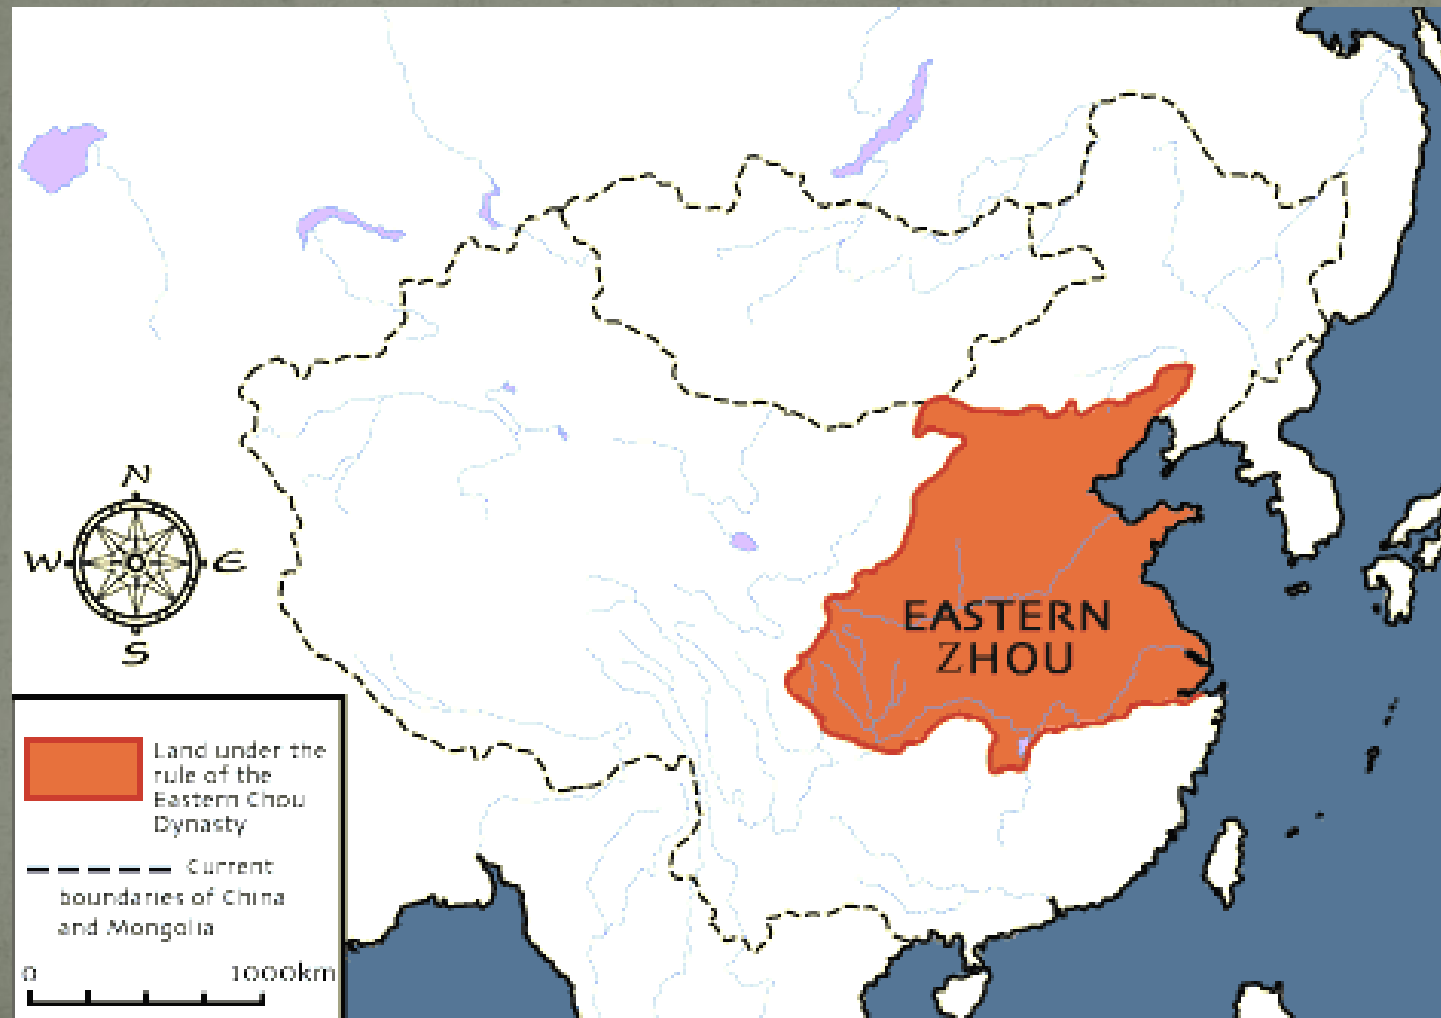 N
W E
S
EASTERN
ZHOU
Land under the
rule of the
Eastern Chou
Dynasty
Current
boundaries of China
and Mongolia
0 1000km